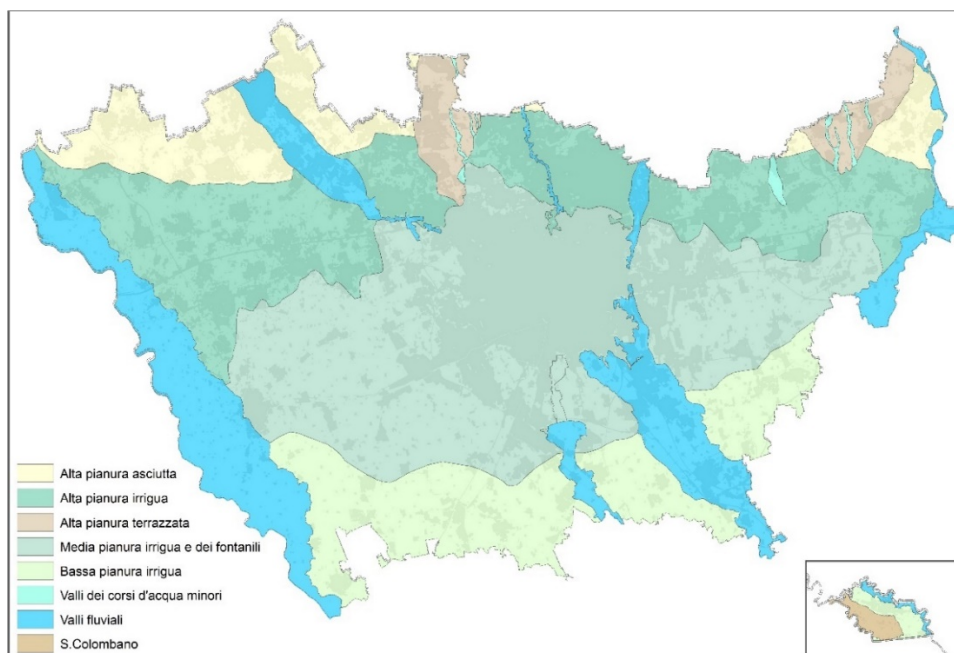 Alta pianura asciutta
Alta pianura irrigua
Alta pianura terrazzata
Media pianura irrigua e dei fontanili
Bassa pianura irrigua
Valli dei corsi d'acqua minori
Valli fluviali
S.Colombano